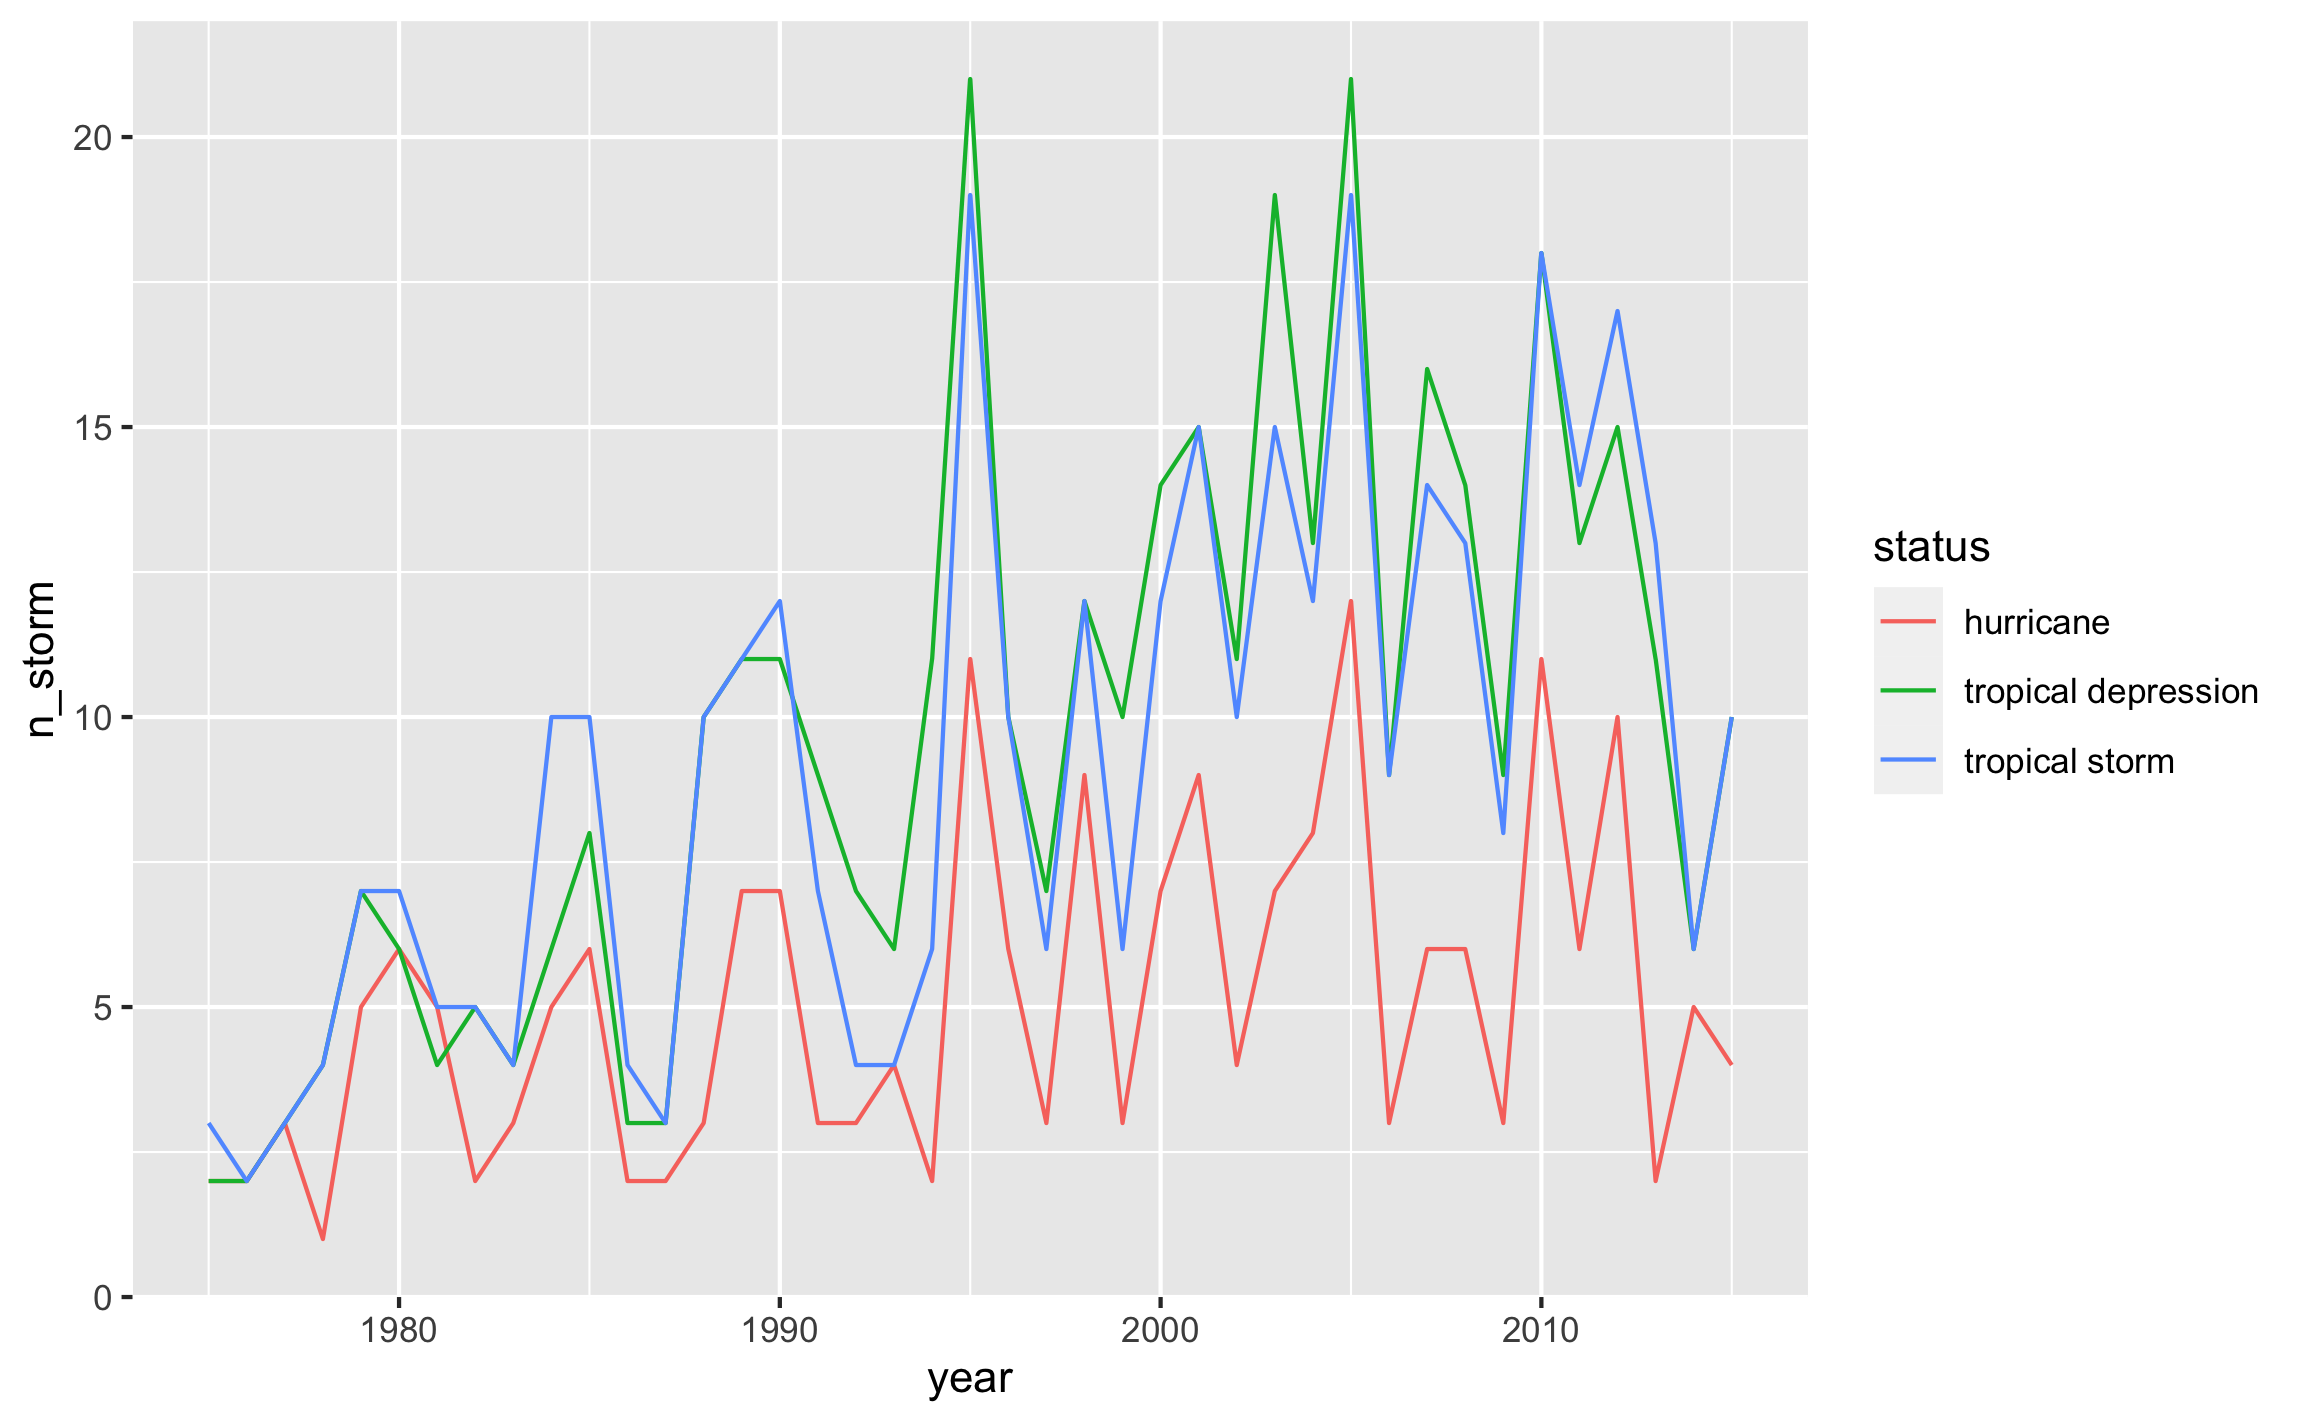 20
15
10
5
0
n_storm
1980 1990 2000 2010
year
status
hurricane
tropical depression
tropical storm